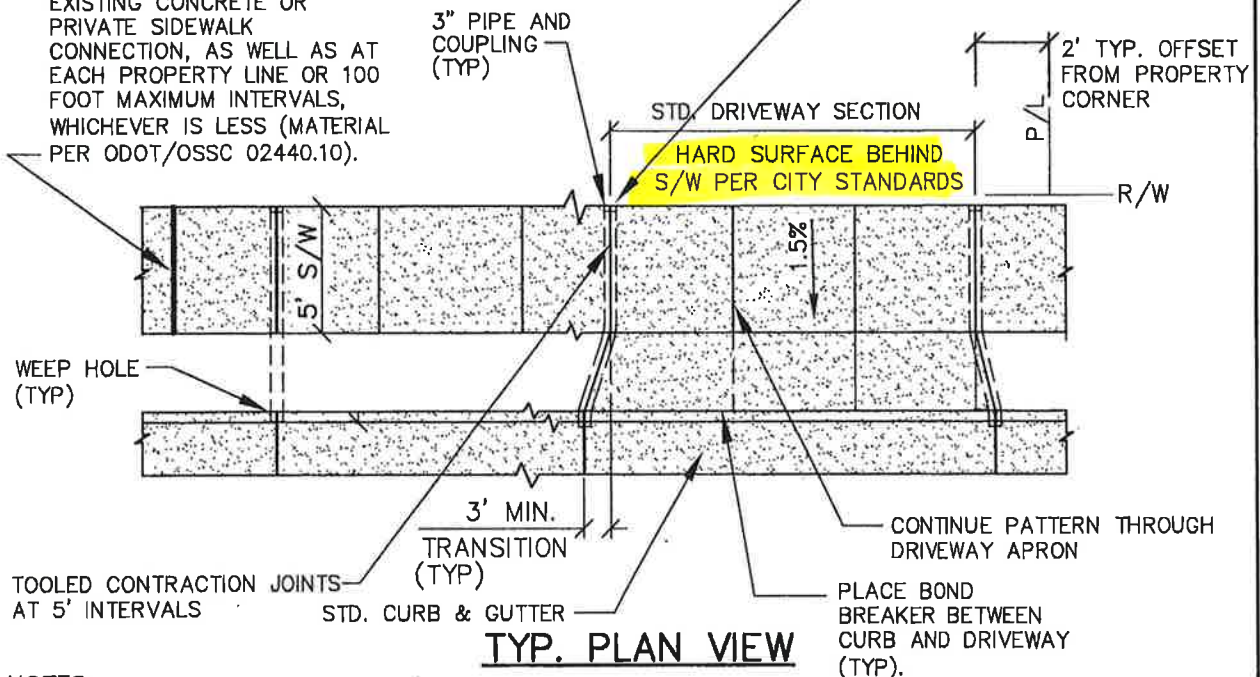 EXISTING CONCRETE OR
PRIVATE SIDEWALK
CONNECTION, AS WELL AS AT
EACH PROPERTY LINE OR 100
FOOT MAXIMUM INTERVALS,
WHICHEVER IS LESS (MATERIAL
PER ODOT/OSSC 02440.10).
3" PIPE AND
COUPLING
(TYP)
2' TYP. OFFSET
FROM PROPERTY
CORNER
P/L
STD. DRIVEWAY SECTION
HARD SURFACE BEHIND
S/W PER CITY STANDARDS
R/W
5' S/W
1.5%
WEEP HOLE
(TYP)
3' MIN.
TRANSITION
(TYP)
CONTINUE PATTERN THROUGH
DRIVEWAY APRON
TOOLED CONTRACTION JOINTS
AT 5' INTERVALS
STD. CURB & GUTTER
PLACE BOND
BREAKER BETWEEN
CURB AND DRIVEWAY
(TYP).
TYP. PLAN VIEW